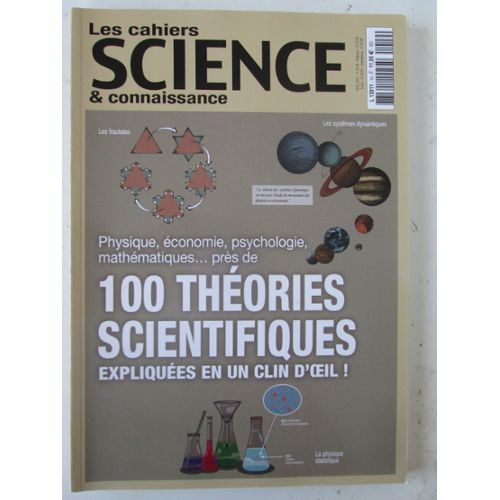 Les cahiers
SCIENCE
& connaissance
Les fractales
Les systèmes dynamiques
Physique, économie, psychologie,
mathématiques... près de
100 THÉORIES
SCIENTIFIQUES
EXPLIQUÉES EN UN CLIN D'ŒIL !
La physique
statistique